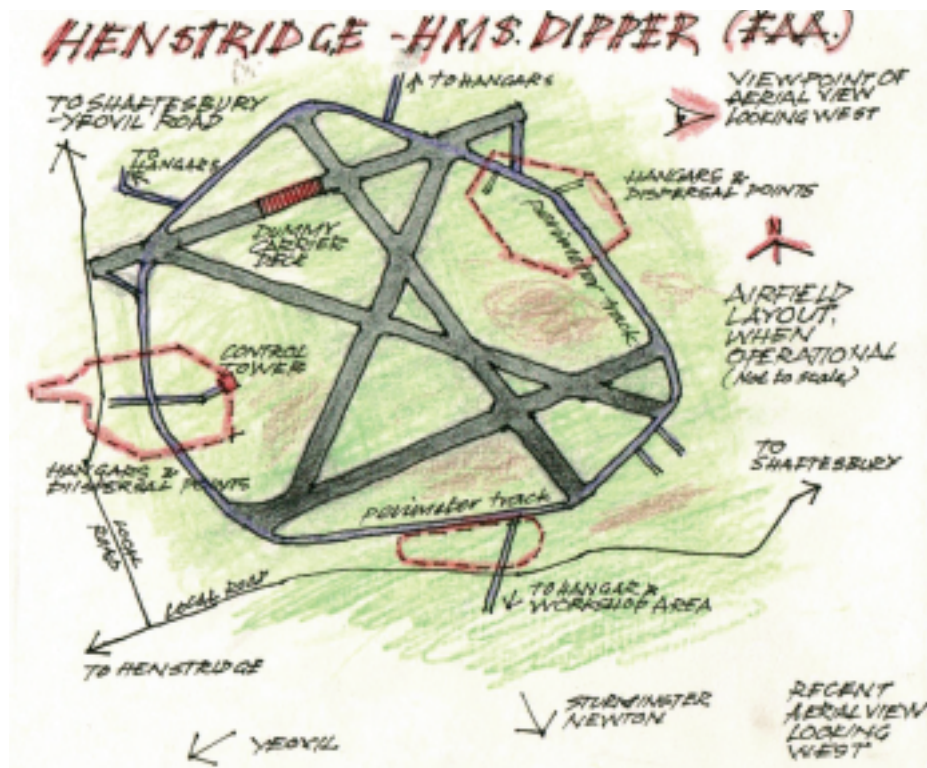 HENSTRIDGE - HMS. DIPPER (F.A.A.)
TO HANGARS
VIEWPOINT OF
AERIAL VIEW
LOOKING WEST
TO SHAFTESBURY
-YEOVIL ROAD
TO
HANGARS
HANGARS &
DISPERSAL POINTS
DUMMY
CARRIER
DECK
perimeter track
N
AIRFIELD
LAYOUT,
WHEN
OPERATIONAL
(Not to scale)
CONTROL
TOWER
HANGARS &
DISPERSAL POINTS
TO
SHAFTESBURY
perimeter track
LOCAL
ROAD
LOCAL ROAD
TO HANGAR &
WORKSHOP AREA
TO HENSTRIDGE
STURMINSTER
NEWTON
YEOVIL
RECENT
AERIAL VIEW
LOOKING
WEST